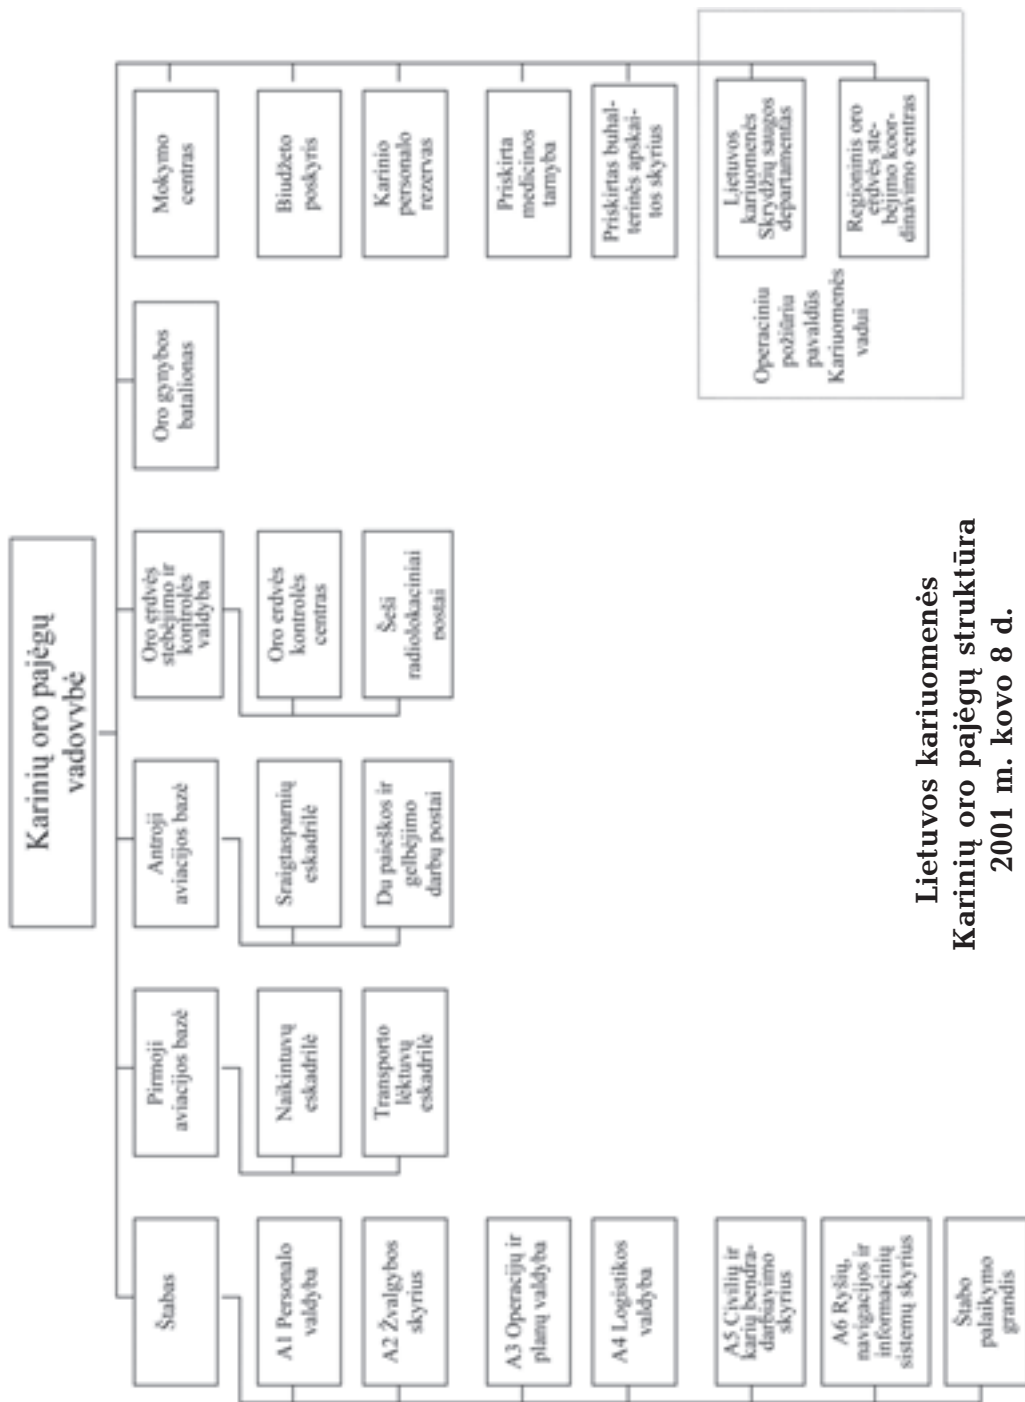 Karinių oro pajėgų
vadovybė
Štabas
A1 Personalo
valdyba
A2 Žvalgybos
skyrius
A3 Operacijų ir
planų valdyba
A4 Logistikos
valdyba
A5 Civilių ir
karių bendra-
darbiavimo
skyrius
A6 Ryšių,
navigacijos ir
informacinių
sistemų skyrius
Štabo
palaikymo
grandis
Pirmoji
aviacijos bazė
Naikintuvų
eskadrilė
Transporto
lėktuvų
eskadrilė
Antroji
aviacijos bazė
Sraigtasparnių
eskadrilė
Du paieškos ir
gelbėjimo
darbų postai
Oro erdvės
stebėjimo ir
kontrolės
valdyba
Oro erdvės
kontrolės
centras
Šeši
radiolokaciniai
postai
Oro gynybos
batalionas
Mokymo
centras
Biudžeto
poskyris
Karinio
personalo
rezervas
Priskirta
medicinos
tarnyba
Priskirtas buhal-
terinės apskai-
tos skyrius
Lietuvos
kariuomenės
Skrydžių saugos
departamentas
Regioninis oro
erdvės ste-
bėjimo koor-
dinavimo centras
Operaciniu
požiūriu
pavaldūs
Kariuomenės
vadui
Lietuvos kariuomenės
Karinių oro pajėgų struktūra
2001 m. kovo 8 d.